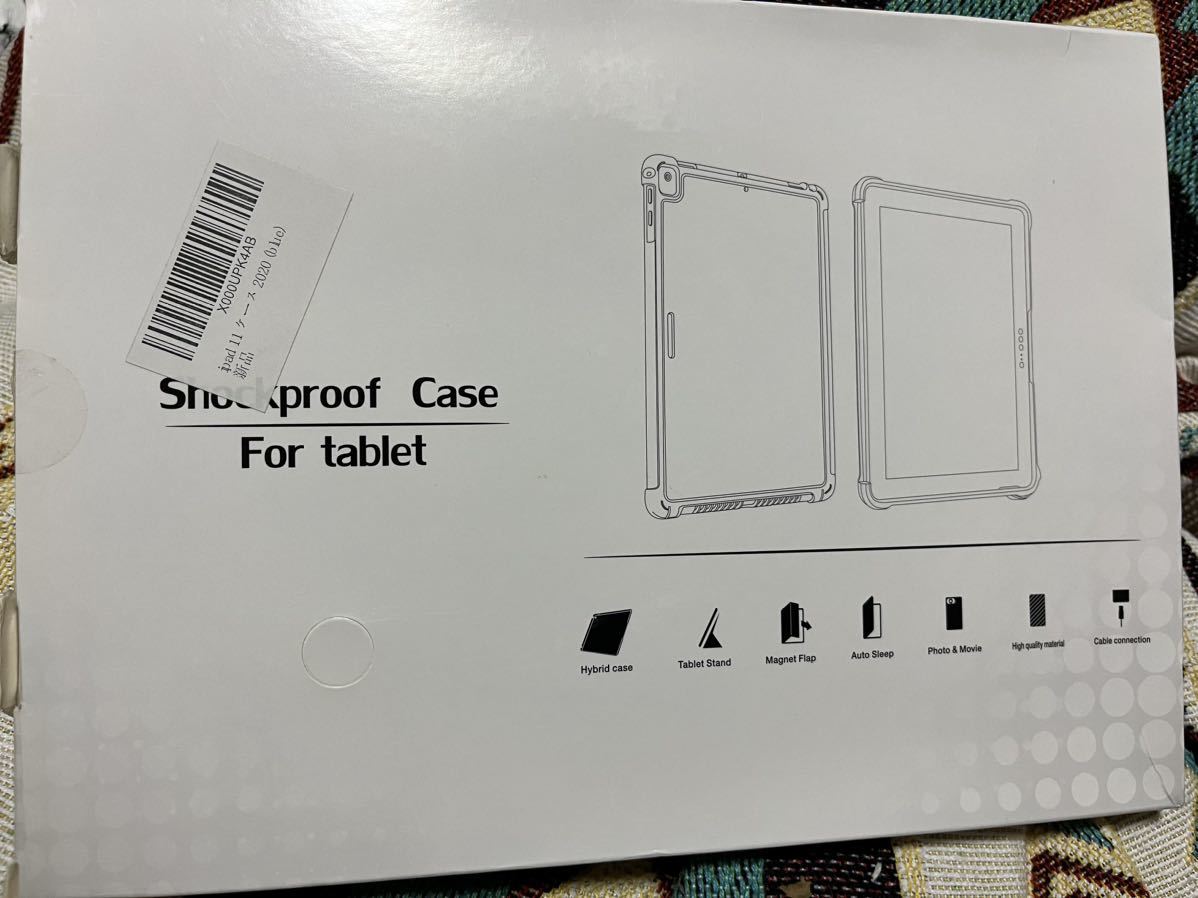 X000UPK4AB
ipad 11 ケース 2020 (blue)
新品
Shockproof Case
For tablet
Hybrid case
Tablet Stand
Magnet Flap
Auto Sleep
Photo & Movie
High quality material
Cable connection